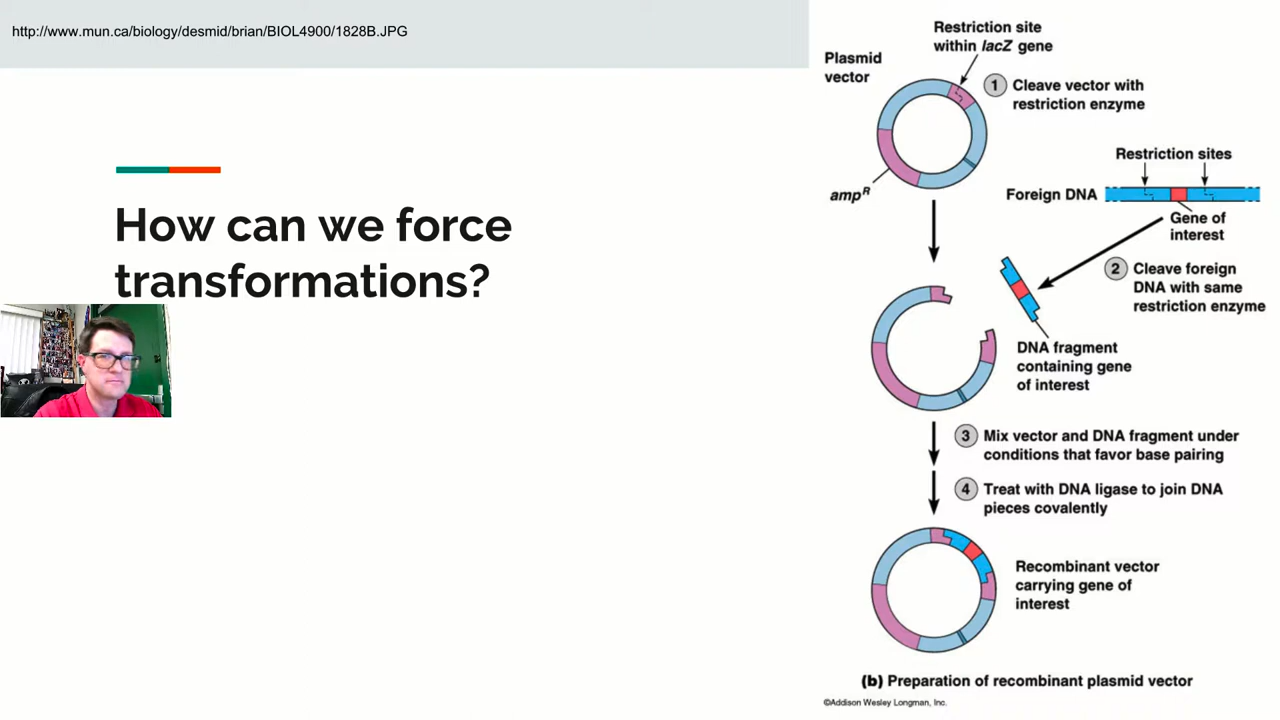 http://www.mun.ca/biology/desmid/brian/BIOL4900/1828B.JPG
How can we force
transformations?
Restriction site
within lacZ gene
Plasmid
vector
1 Cleave vector with
restriction enzyme
Restriction sites
amp^R
Foreign DNA
Gene of
interest
2 Cleave foreign
DNA with same
restriction enzyme
DNA fragment
containing gene
of interest
3 Mix vector and DNA fragment under
conditions that favor base pairing
4 Treat with DNA ligase to join DNA
pieces covalently
Recombinant vector
carrying gene of
interest
(b) Preparation of recombinant plasmid vector
©Addison Wesley Longman, Inc.